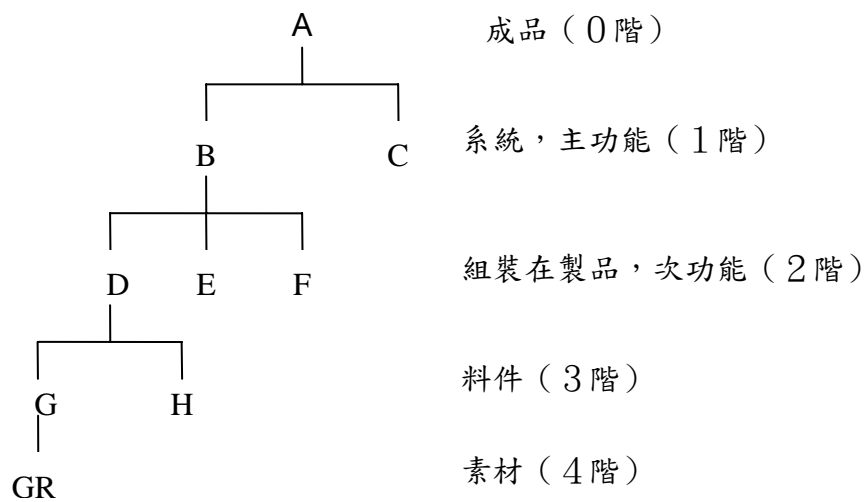 A 成品（０階）
B C 系統，主功能（１階）
D E F 組裝在製品，次功能（２階）
G H 料件（３階）
GR 素材（４階）